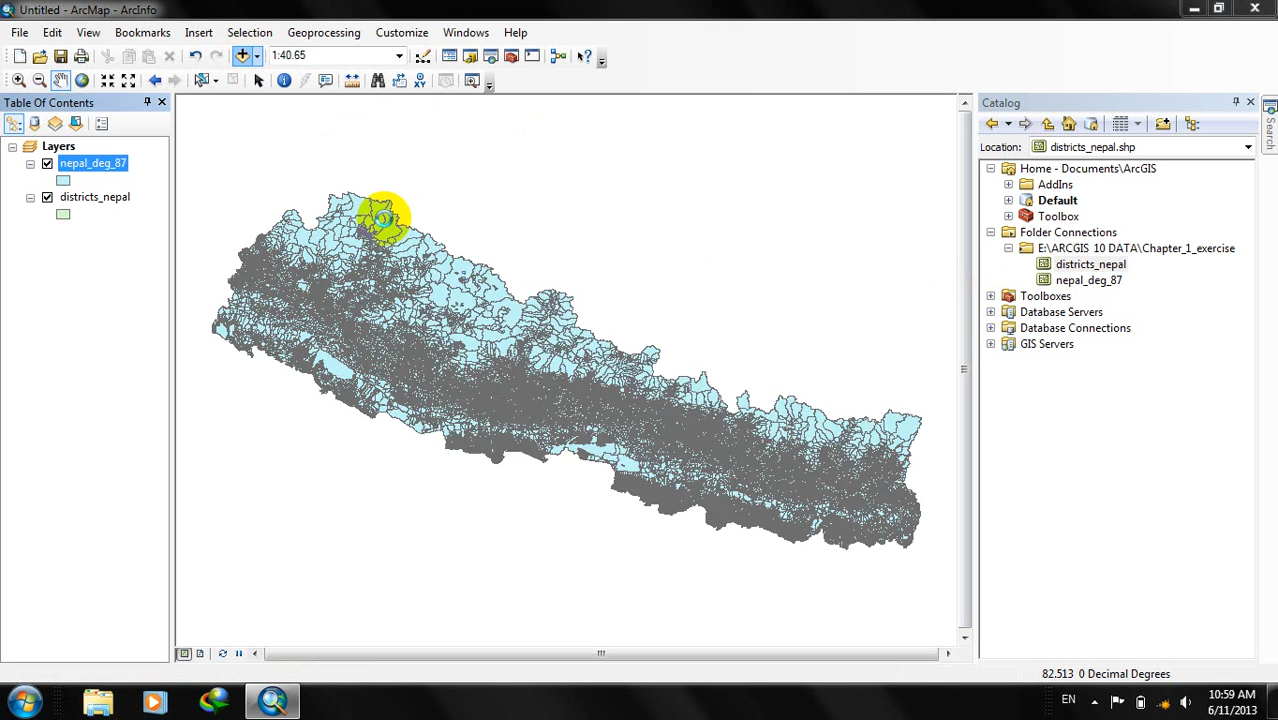 Untitled - ArcMap - ArcInfo
File Edit View Bookmarks Insert Selection Geoprocessing Customize Windows Help
1:40.65
Table Of Contents
Layers
nepal_deg_87
districts_nepal
Catalog
Location: districts_nepal.shp
Home - Documents\ArcGIS
AddIns
Default
Toolbox
Folder Connections
E:\ARCGIS 10 DATA\Chapter_1_exercise
districts_nepal
nepal_deg_87
Toolboxes
Database Servers
Database Connections
GIS Servers
Search
82.513 0 Decimal Degrees
EN
10:59 AM
6/11/2013